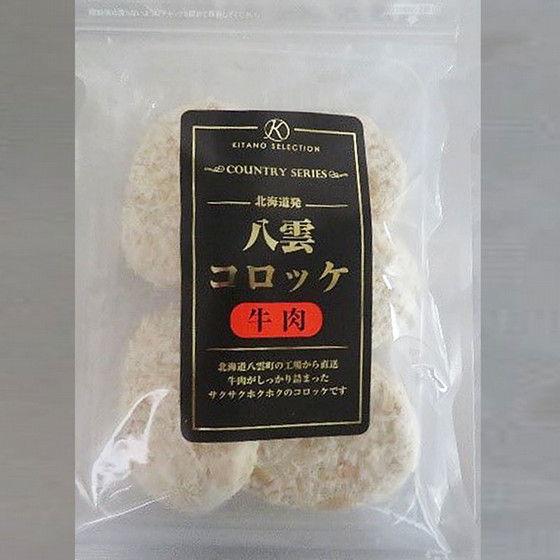 K
KITANO SELECTION
COUNTRY SERIES
北海道発
八雲
コロッケ
牛肉
北海道八雲町の工場から直送
牛肉がしっかり詰まった
サクサクホクホクのコロッケです